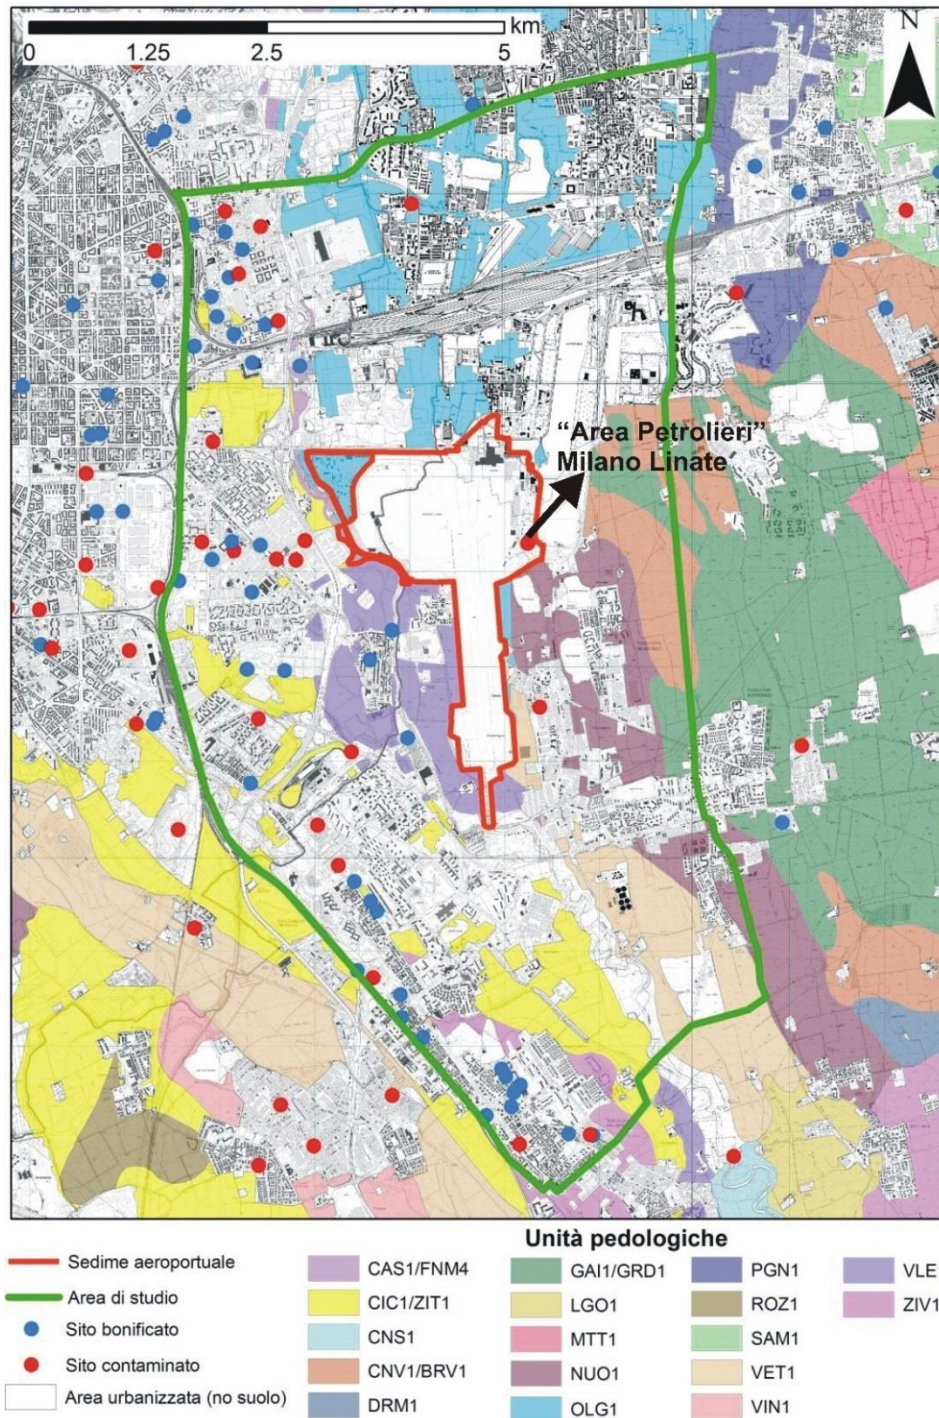 0 1.25 2.5 5 km
N
“Area Petrolieri”
Milano Linate
Unità pedologiche
Sedime aeroportuale
Area di studio
Sito bonificato
Sito contaminato
Area urbanizzata (no suolo)
CAS1/FNM4
CIC1/ZIT1
CNS1
CNV1/BRV1
DRM1
GAI1/GRD1
LGO1
MTT1
NUO1
OLG1
PGN1
ROZ1
SAM1
VET1
VIN1
VLE1
ZIV1